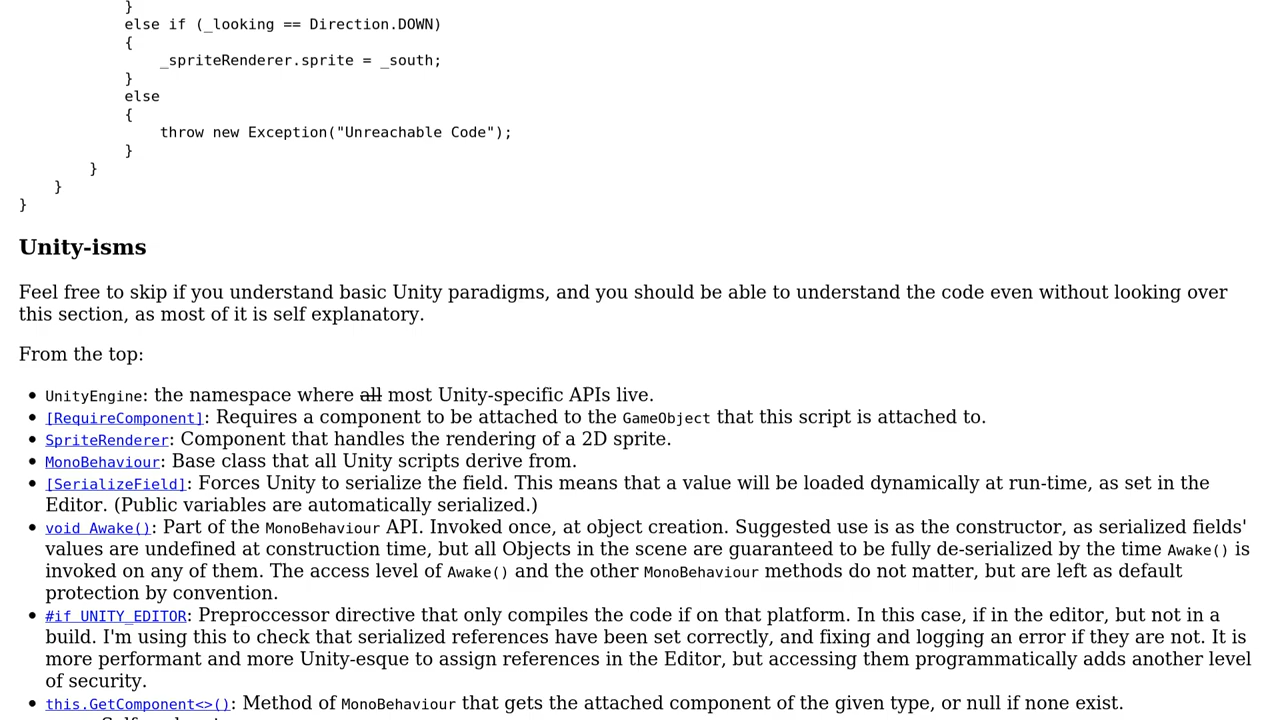 }
else if (_looking == Direction.DOWN)
{
_spriteRenderer.sprite = _south;
}
else
{
throw new Exception("Unreachable Code");
}
}
}
}
Unity-isms
Feel free to skip if you understand basic Unity paradigms, and you should be able to understand the code even without looking over
this section, as most of it is self explanatory.
From the top:
• UnityEngine: the namespace where all most Unity-specific APIs live.
• [RequireComponent]: Requires a component to be attached to the GameObject that this script is attached to.
• SpriteRenderer: Component that handles the rendering of a 2D sprite.
• MonoBehaviour: Base class that all Unity scripts derive from.
• [SerializeField]: Forces Unity to serialize the field. This means that a value will be loaded dynamically at run-time, as set in the
Editor. (Public variables are automatically serialized.)
• void Awake(): Part of the MonoBehaviour API. Invoked once, at object creation. Suggested use is as the constructor, as serialized fields'
values are undefined at construction time, but all Objects in the scene are guaranteed to be fully de-serialized by the time Awake() is
invoked on any of them. The access level of Awake() and the other MonoBehaviour methods do not matter, but are left as default
protection by convention.
• #if UNITY_EDITOR: Preproccessor directive that only compiles the code if on that platform. In this case, if in the editor, but not in a
build. I'm using this to check that serialized references have been set correctly, and fixing and logging an error if they are not. It is
more performant and more Unity-esque to assign references in the Editor, but accessing them programmatically adds another level
of security.
• this.GetComponent<>(): Method of MonoBehaviour that gets the attached component of the given type, or null if none exist.